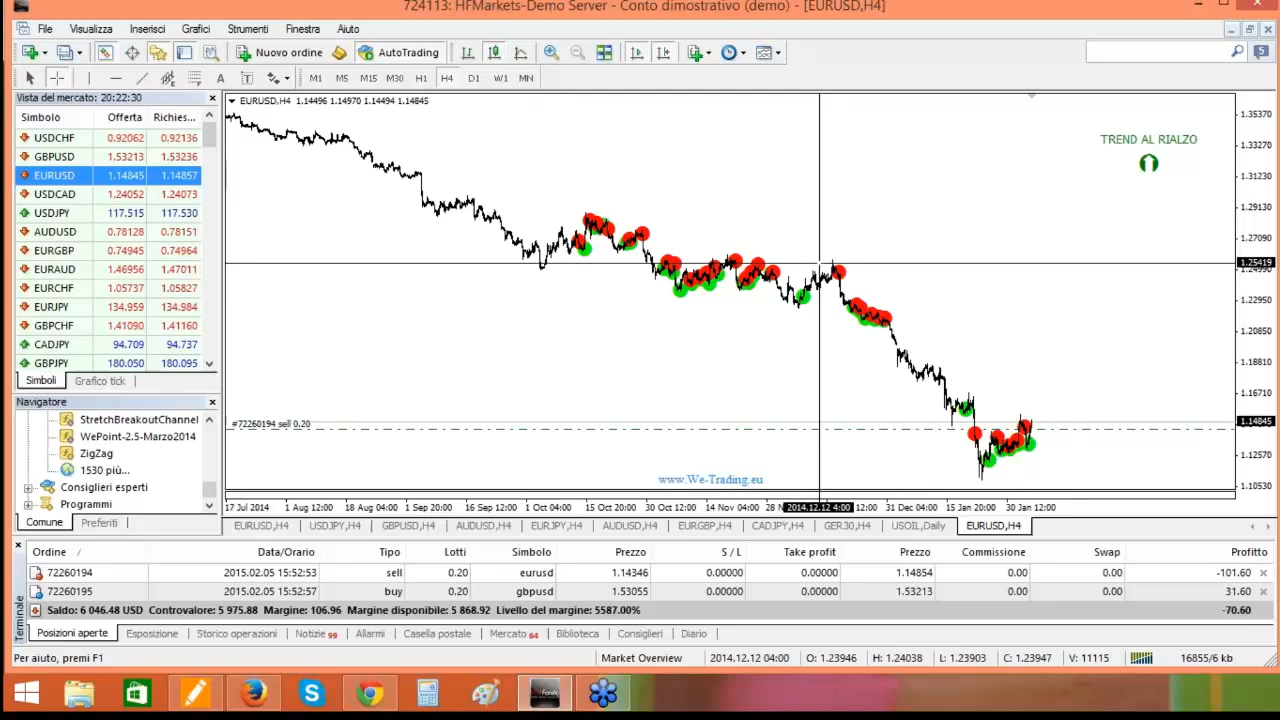 724113: HFMarkets-Demo Server - Conto dimostrativo (demo) - [EURUSD,H4]
File Visualizza Inserisci Grafici Strumenti Finestra Aiuto
Nuovo ordine AutoTrading
5
A T M1 M5 M15 M30 H1 H4 D1 W1 MN
Vista del mercato: 20:22:30
Simbolo Offerta Richies...
USDCHF 0.92062 0.92136
GBPUSD 1.53213 1.53236
EURUSD 1.14845 1.14857
USDCAD 1.24052 1.24073
USDJPY 117.515 117.530
AUDUSD 0.78128 0.78151
EURGBP 0.74945 0.74964
EURAUD 1.46956 1.47011
EURCHF 1.05737 1.05827
EURJPY 134.959 134.984
GBPCHF 1.41090 1.41160
CADJPY 94.709 94.737
GBPJPY 180.050 180.095
Simboli Grafico tick
Navigatore
StretchBreakoutChannel
WePoint-2.5-Marzo2014
ZigZag
1530 più...
Consiglieri esperti
Programmi
Comune Preferiti
EURUSD,H4 1.14496 1.14970 1.14494 1.14845
TREND AL RIALZO
1.35370
1.33270
1.31230
1.29130
1.27090
1.25419
1.24990
1.22950
1.20850
1.18810
1.16710
1.14845
1.12570
1.10530
#72260194 sell 0.20
www.We-Trading.eu
17 Jul 2014 1 Aug 12:00 18 Aug 04:00 1 Sep 20:00 16 Sep 12:00 1 Oct 04:00 15 Oct 20:00 30 Oct 12:00 14 Nov 04:00 28 N 2014.12.12 4:00 12:00 31 Dec 04:00 15 Jan 20:00 30 Jan 12:00
EURUSD,H4 USDJPY,H4 GBPUSD,H4 AUDUSD,H4 EURJPY,H4 AUDUSD,H4 EURGBP,H4 CADJPY,H4 GER30,H4 USOIL,Daily EURUSD,H4
Ordine Data/Orario Tipo Lotti Simbolo Prezzo S / L Take profit Prezzo Commissione Swap Profitto
72260194 2015.02.05 15:52:53 sell 0.20 eurusd 1.14346 0.00000 0.00000 1.14854 0.00 0.00 -101.60
72260195 2015.02.05 15:52:57 buy 0.20 gbpusd 1.53055 0.00000 0.00000 1.53213 0.00 0.00 31.60
Saldo: 6 046.48 USD Controvalore: 5 975.88 Margine: 106.96 Margine disponibile: 5 868.92 Livello del margine: 5587.00% -70.60
Terminale
Posizioni aperte Esposizione Storico operazioni Notizie 99 Allarmi Casella postale Mercato 64 Biblioteca Consiglieri Diario
Per aiuto, premi F1 Market Overview 2014.12.12 04:00 O: 1.23946 H: 1.24038 L: 1.23903 C: 1.23947 V: 11115 16855/6 kb